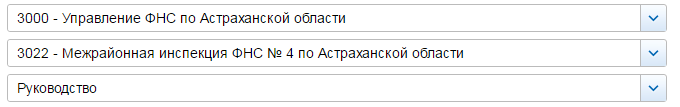 3000 - Управление ФНС по Астраханской области
3022 - Межрайонная инспекция ФНС № 4 по Астраханской области
Руководство